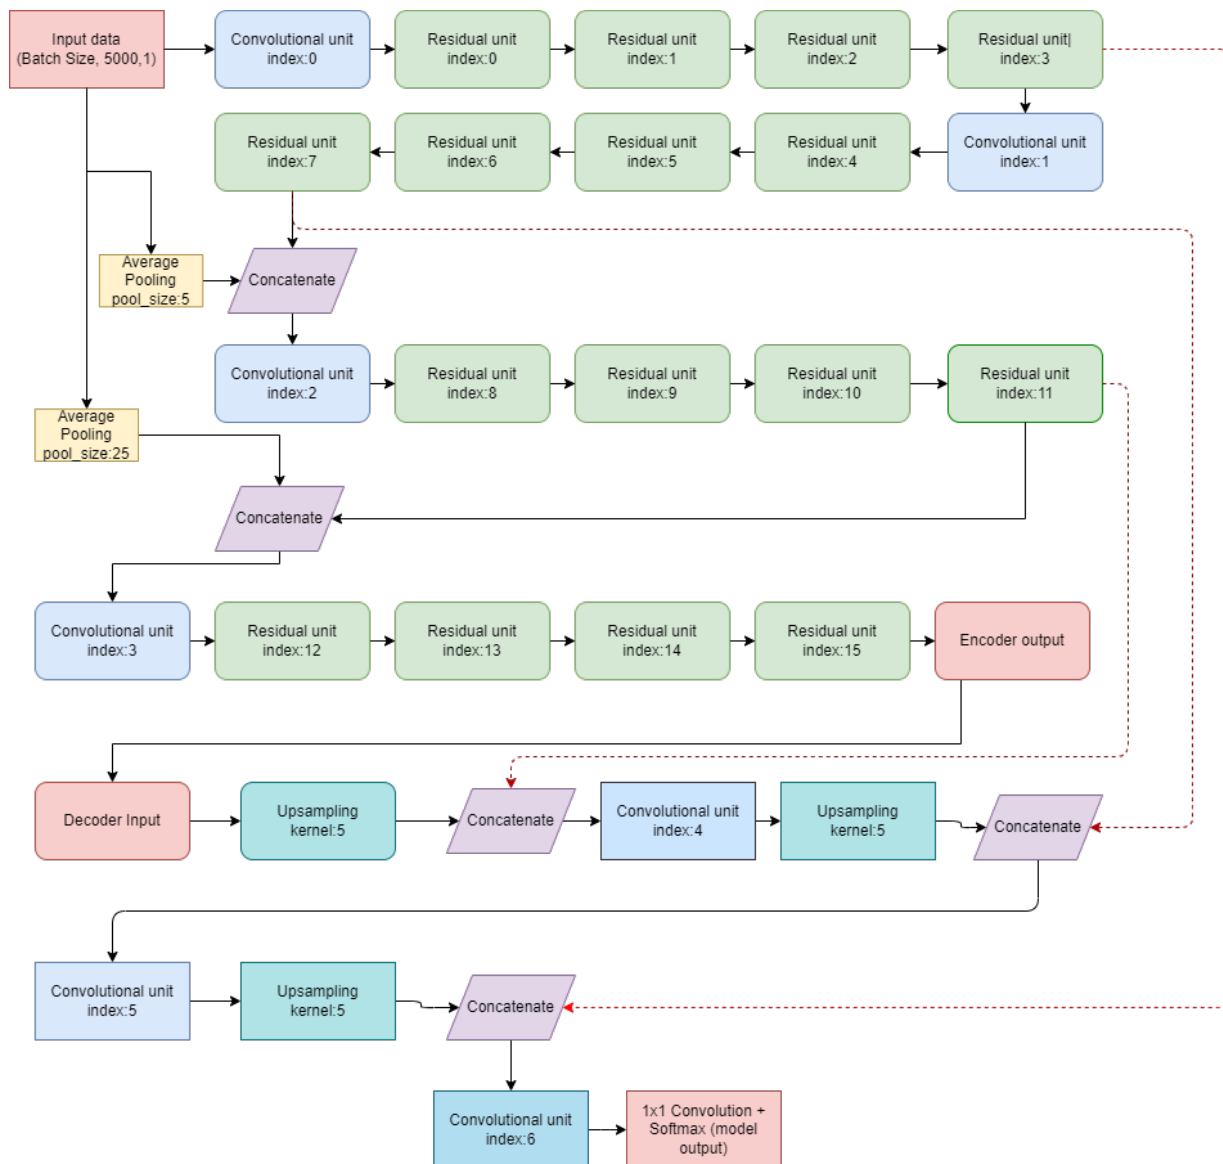 Input data
(Batch Size, 5000,1)
Convolutional unit
index:0
Residual unit
index:0
Residual unit
index:1
Residual unit
index:2
Residual unit|
index:3
Residual unit
index:7
Residual unit
index:6
Residual unit
index:5
Residual unit
index:4
Convolutional unit
index:1
Average
Pooling
pool_size:5
Concatenate
Convolutional unit
index:2
Residual unit
index:8
Residual unit
index:9
Residual unit
index:10
Residual unit
index:11
Average
Pooling
pool_size:25
Concatenate
Convolutional unit
index:3
Residual unit
index:12
Residual unit
index:13
Residual unit
index:14
Residual unit
index:15
Encoder output
Decoder Input
Upsampling
kernel:5
Concatenate
Convolutional unit
index:4
Upsampling
kernel:5
Concatenate
Convolutional unit
index:5
Upsampling
kernel:5
Concatenate
Convolutional unit
index:6
1x1 Convolution +
Softmax (model
output)